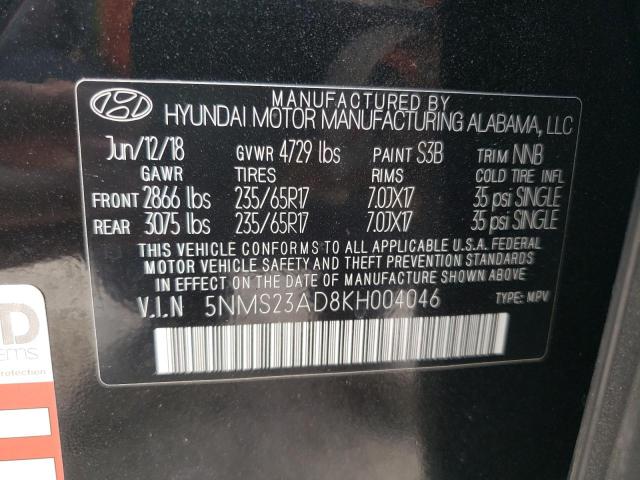 MANUFACTURED BY
HYUNDAI MOTOR MANUFACTURING ALABAMA, LLC
Jun/12/18 GVWR 4729 lbs PAINT S3B TRIM NNB
GAWR TIRES RIMS COLD TIRE INFL
FRONT 2866 lbs 235/65R17 7.0JX17 35 psi SINGLE
REAR 3075 lbs 235/65R17 7.0JX17 35 psi SINGLE
THIS VEHICLE CONFORMS TO ALL APPLICABLE U.S.A. FEDERAL
MOTOR VEHICLE SAFETY AND THEFT PREVENTION STANDARDS
IN EFFECT ON THE DATE OF MANUFACTURE SHOWN ABOVE.
V.I.N 5NMS23AD8KH004046 TYPE: MPV